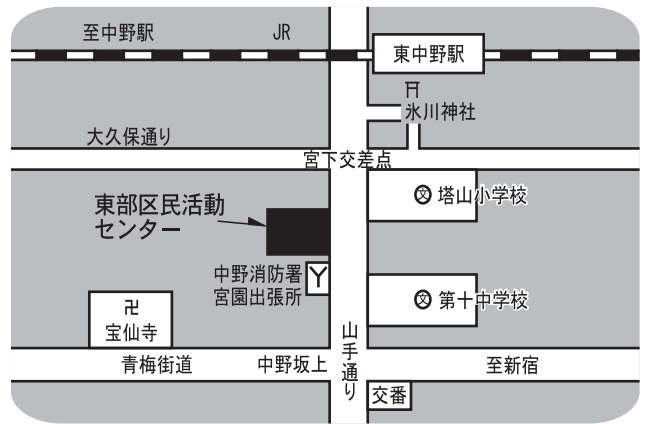 至中野駅
JR
東中野駅
氷川神社
大久保通り
宮下交差点
文 塔山小学校
東部区民活動
センター
中野消防署
宮園出張所
文 第十中学校
卍
宝仙寺
山手通り
青梅街道
中野坂上
至新宿
交番